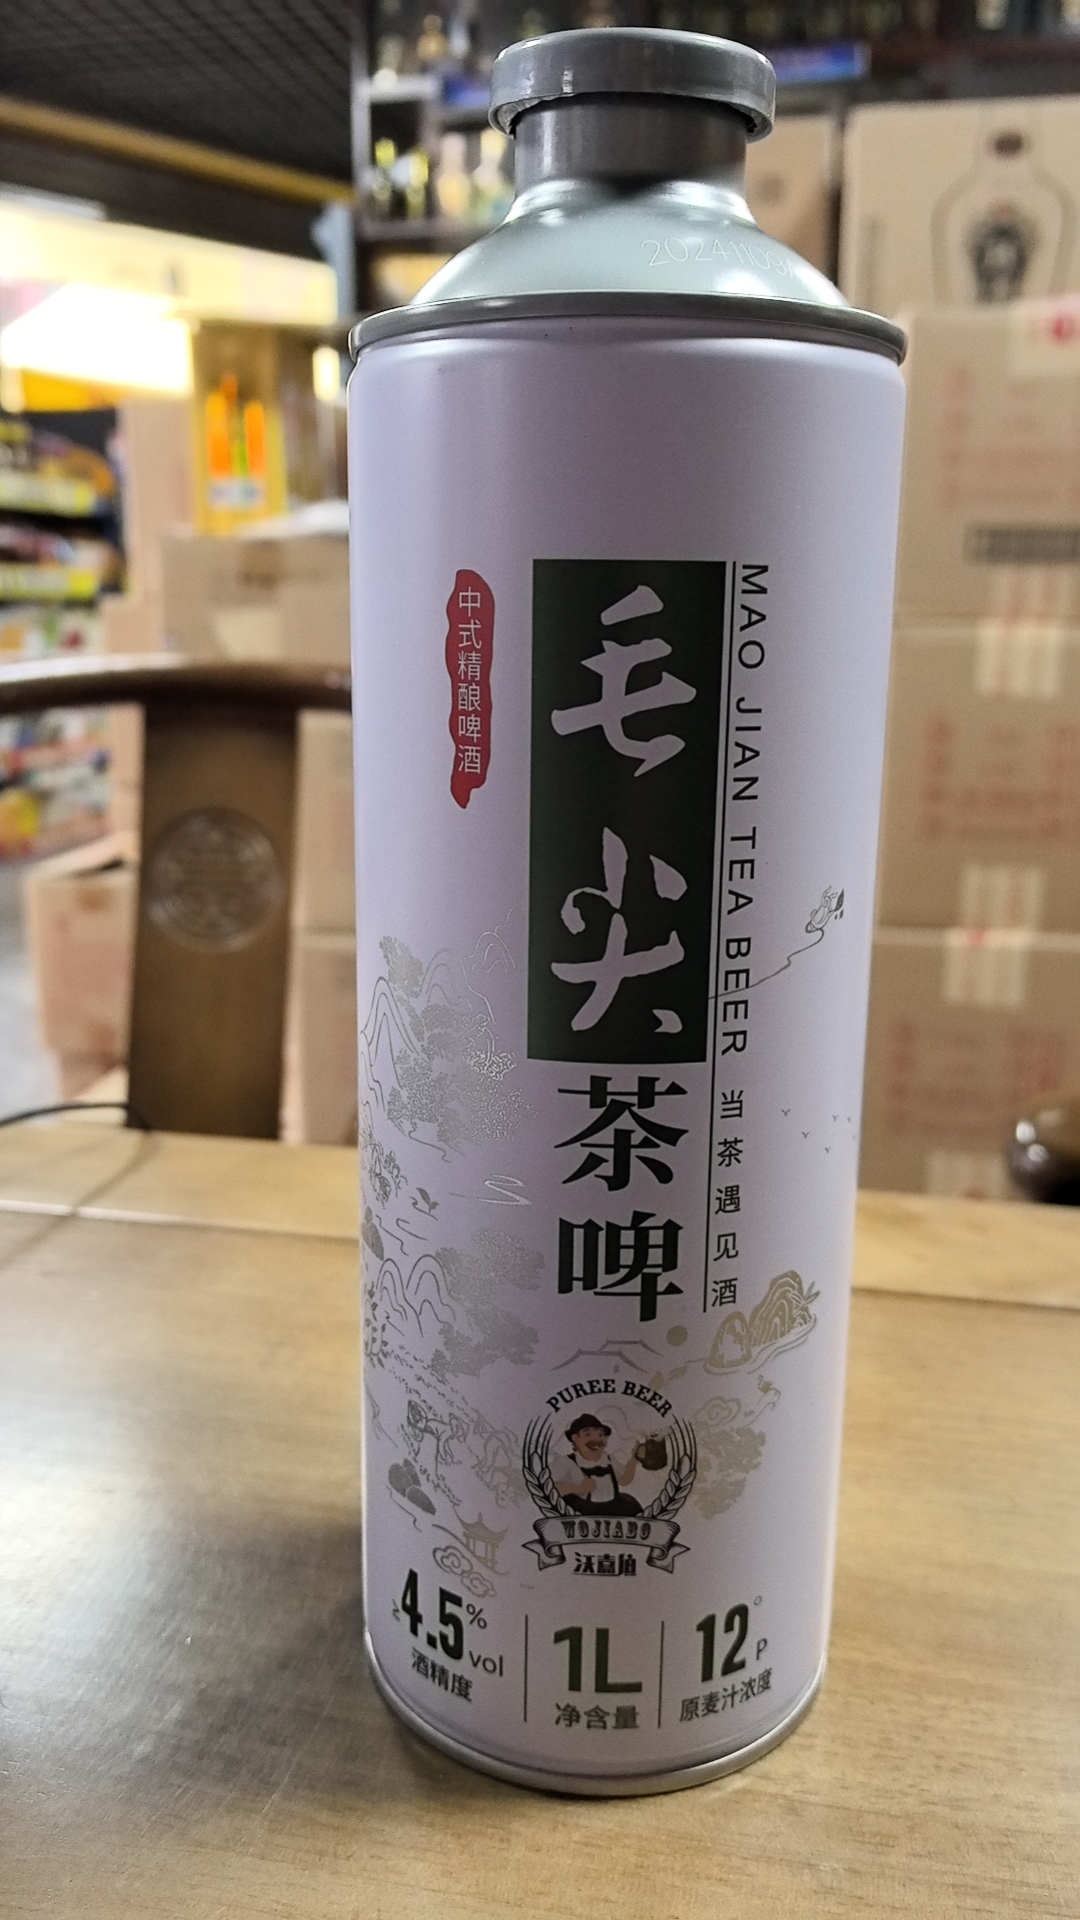 20241109
中式精酿啤酒
毛尖
茶啤
MAO JIAN TEA BEER 当茶遇见酒
PUREE BEER
WOJIABO
沃嘉伯
≥4.5%vol
酒精度
1L
净含量
12°P
原麦汁浓度